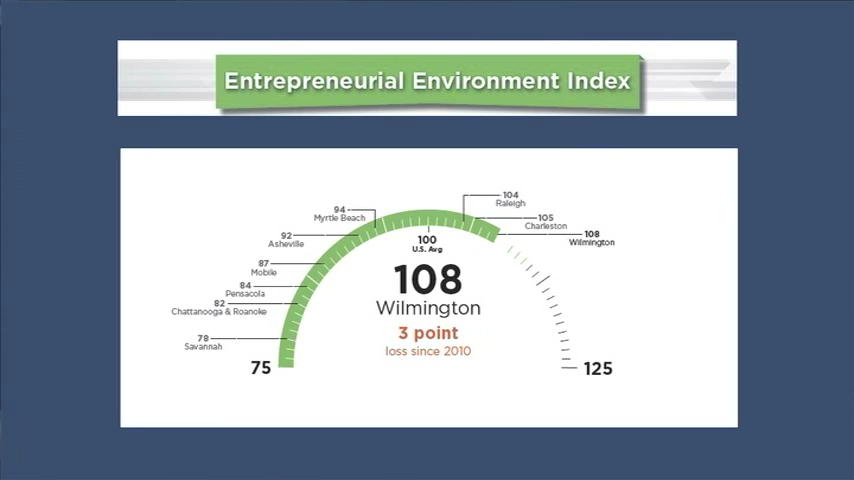 Entrepreneurial Environment Index
104
Raleigh
94
Myrtle Beach
105
Charleston
92
Asheville
108
Wilmington
100
U.S. Avg
87
Mobile
84
Pensacola
82
Chattanooga & Roanoke
78
Savannah
108
Wilmington
3 point
loss since 2010
75
125